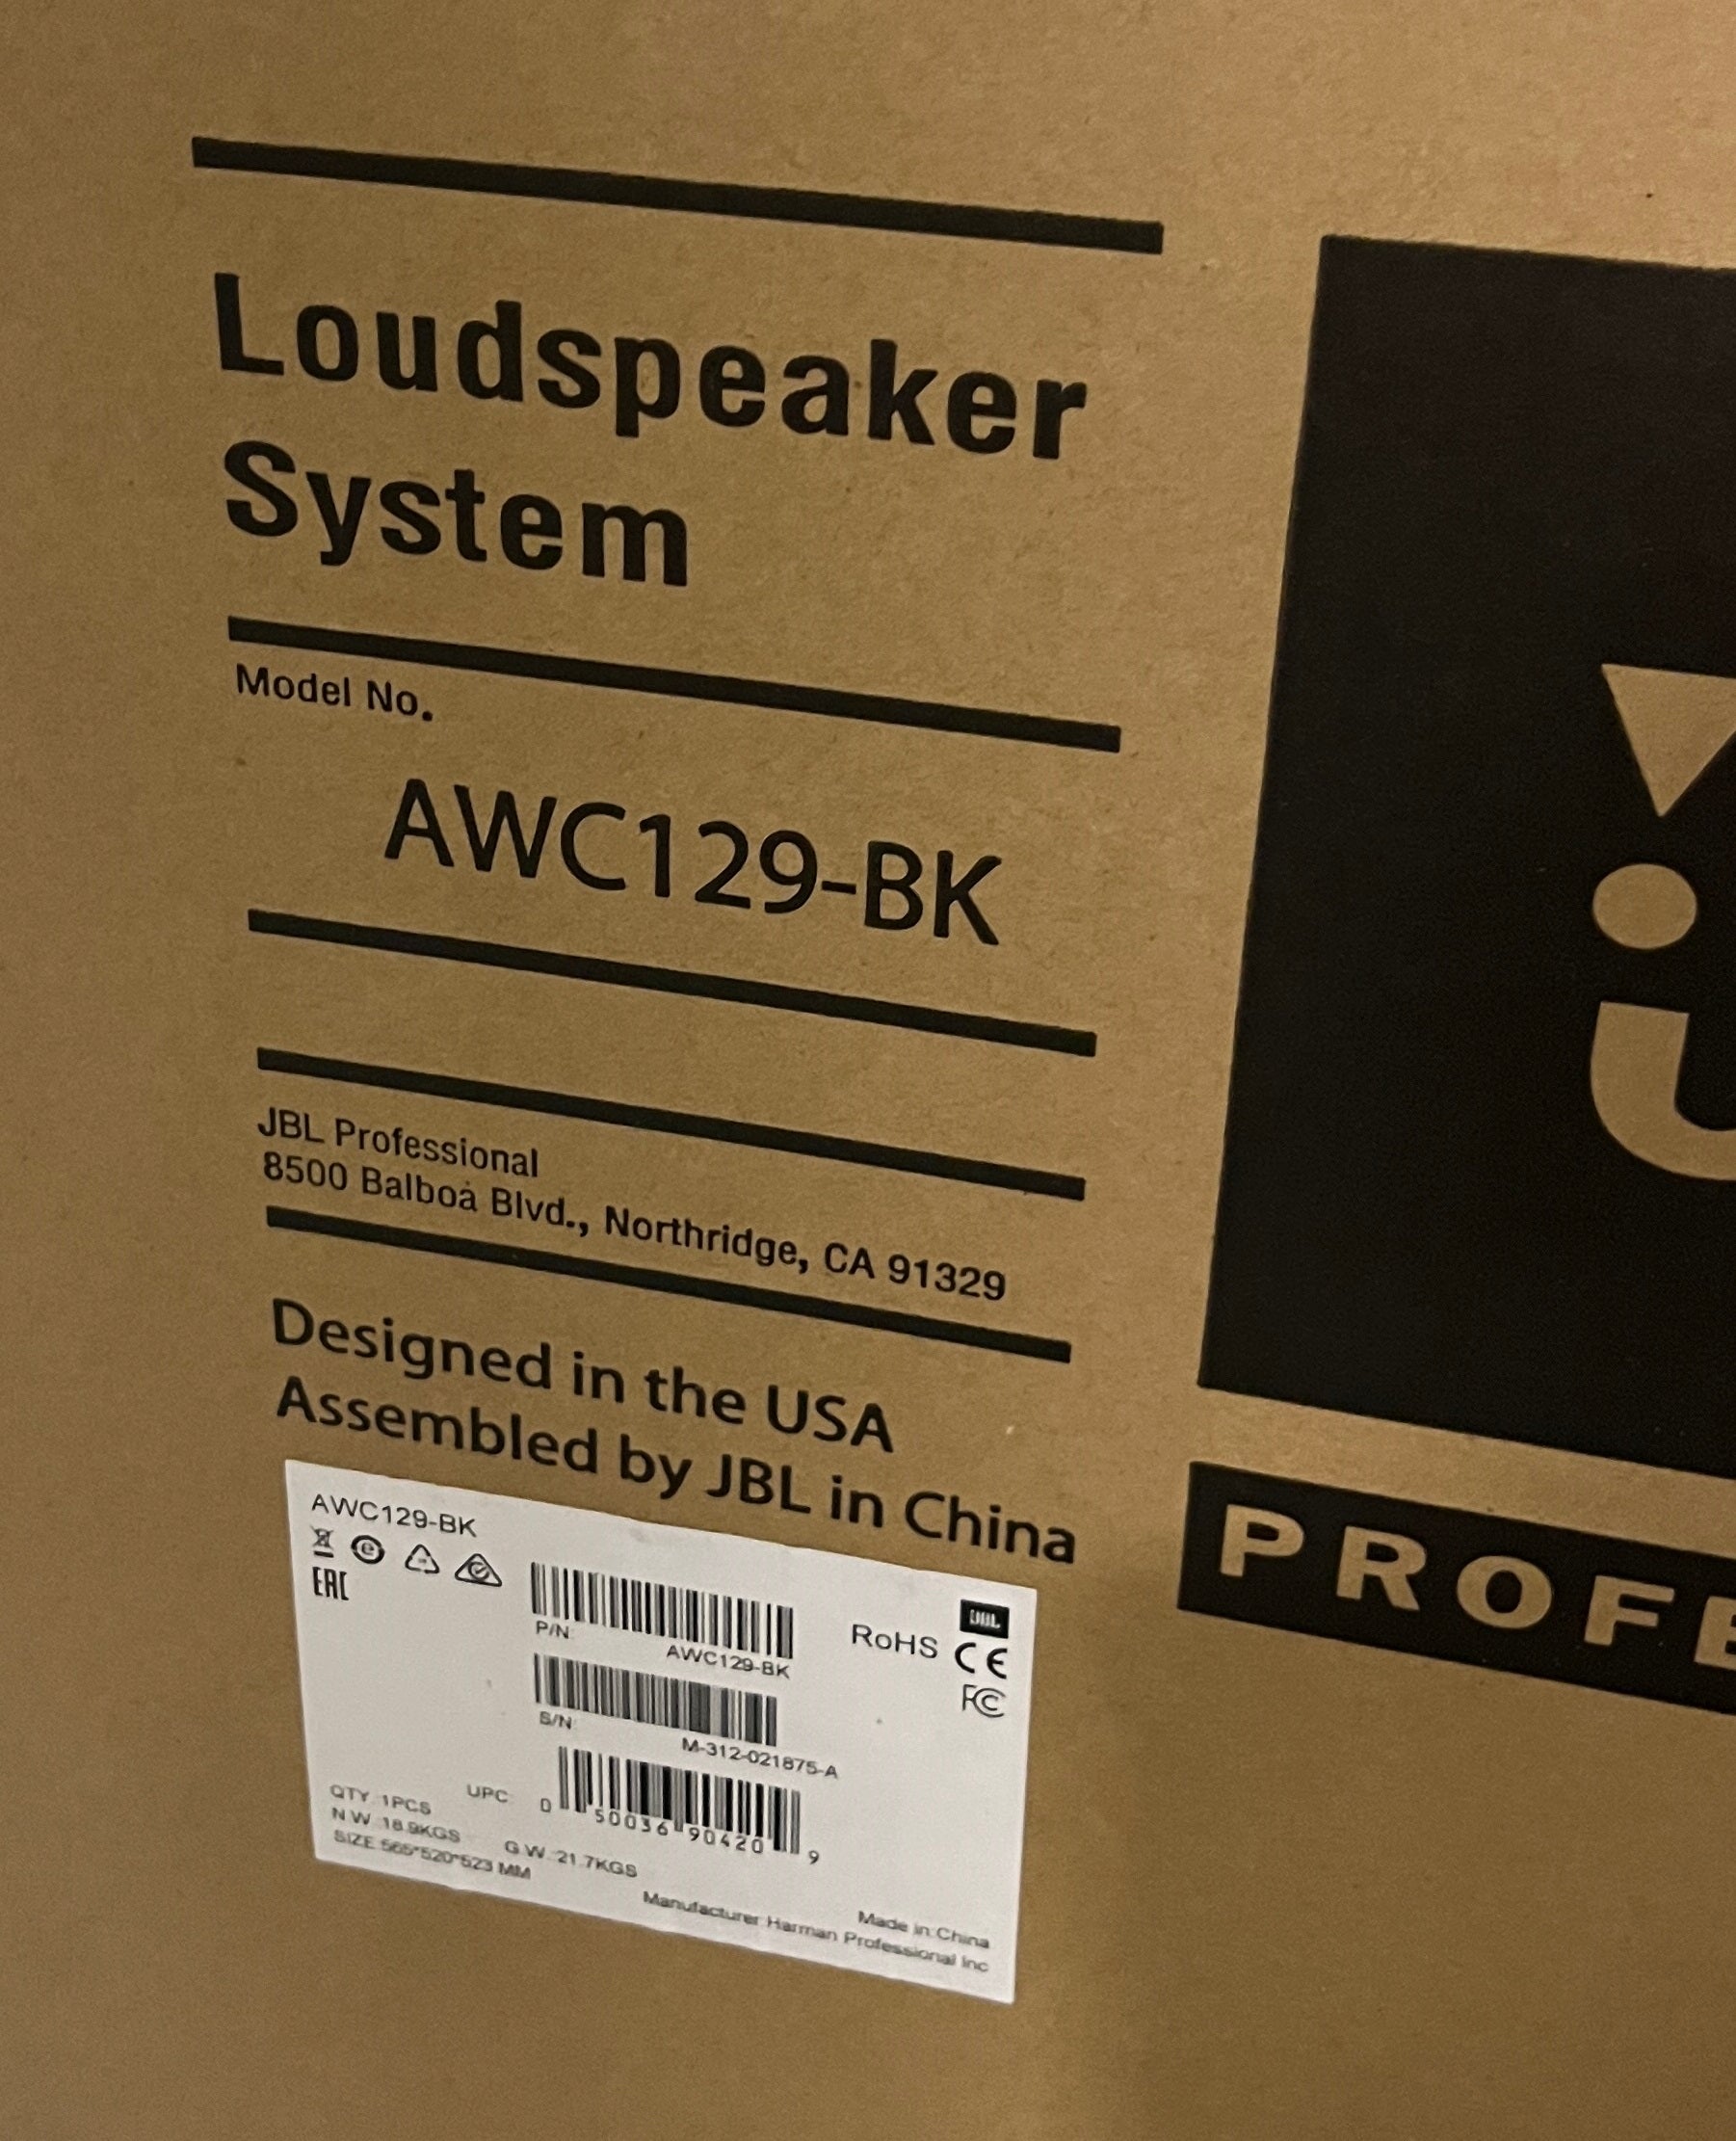 Loudspeaker
System
Model No.
AWC129-BK
JBL Professional
8500 Balboa Blvd., Northridge, CA 91329
Designed in the USA
Assembled by JBL in China
AWC129-BK
EAC
P/N:
AWC129-BK
S/N:
M-312-021875-A
UPC:
0 50036 90420 9
RoHS
JBL
CE
FC
QTY: 1PCS
N.W.:18.9KGS
G.W.:21.7KGS
SIZE:565*520*523 MM
Made in:China
Manufacturer:Harman Professional Inc